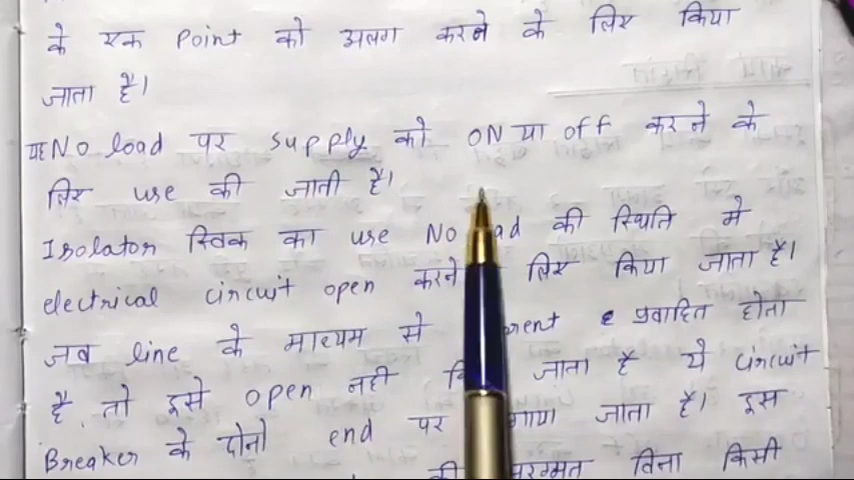 के एक Point को अलग करने के लिए किया
जाता है।
यह No load पर supply को ON या off करने के
लिए use की जाती है।
Isolator स्विक का use No ad की स्थिति मे
electrical circuit open करने लिए किया जाता है।
जब line के माध्यम से rent प्रवाहित होता
है तो इसे open नही जाता है ये Circuit
Breaker के दोनो end पर गाया जाता है। इस
की मरम्मत बिना किसी